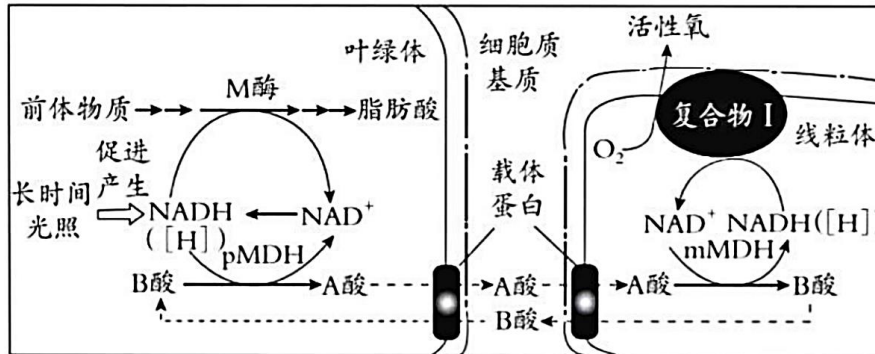 活性氧
叶绿体
细胞质
基质
M酶
前体物质
脂肪酸
复合物Ⅰ
线粒体
O₂
促进
产生
长时间
光照
NADH
([H])
NAD⁺
载体
蛋白
NAD⁺
NADH([H]
pMDH
mMDH
B酸
A酸
A酸
B酸
A酸
B酸